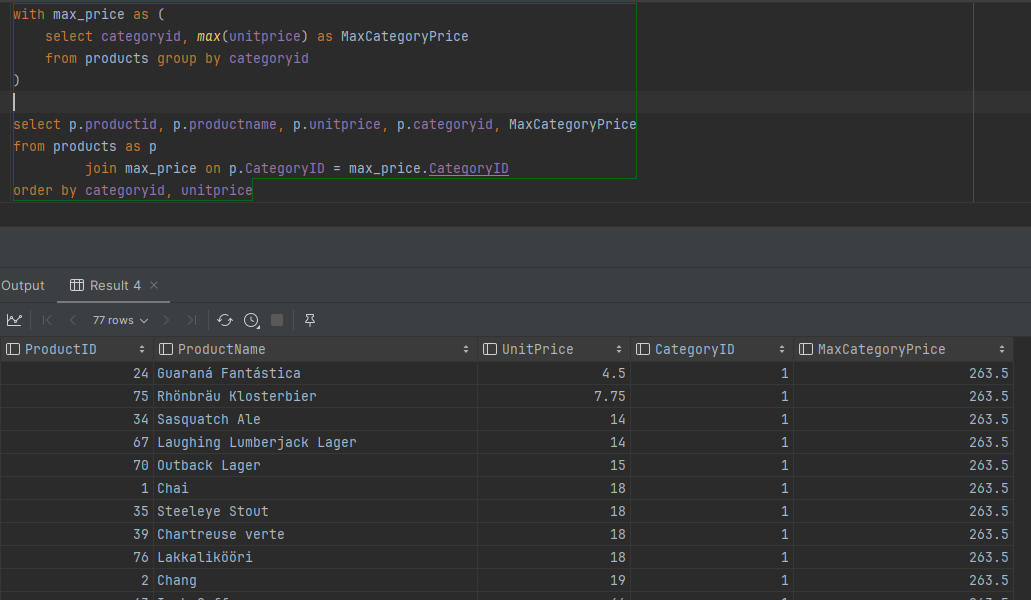 with max_price as (
select categoryid, max(unitprice) as MaxCategoryPrice
from products group by categoryid
)
select p.productid, p.productname, p.unitprice, p.categoryid, MaxCategoryPrice
from products as p
join max_price on p.CategoryID = max_price.CategoryID
order by categoryid, unitprice
Output Result 4
77 rows
ProductID ProductName UnitPrice CategoryID MaxCategoryPrice
24 Guaraná Fantástica 4.5 1 263.5
75 Rhönbräu Klosterbier 7.75 1 263.5
34 Sasquatch Ale 14 1 263.5
67 Laughing Lumberjack Lager 14 1 263.5
70 Outback Lager 15 1 263.5
1 Chai 18 1 263.5
35 Steeleye Stout 18 1 263.5
39 Chartreuse verte 18 1 263.5
76 Lakkalikööri 18 1 263.5
2 Chang 19 1 263.5